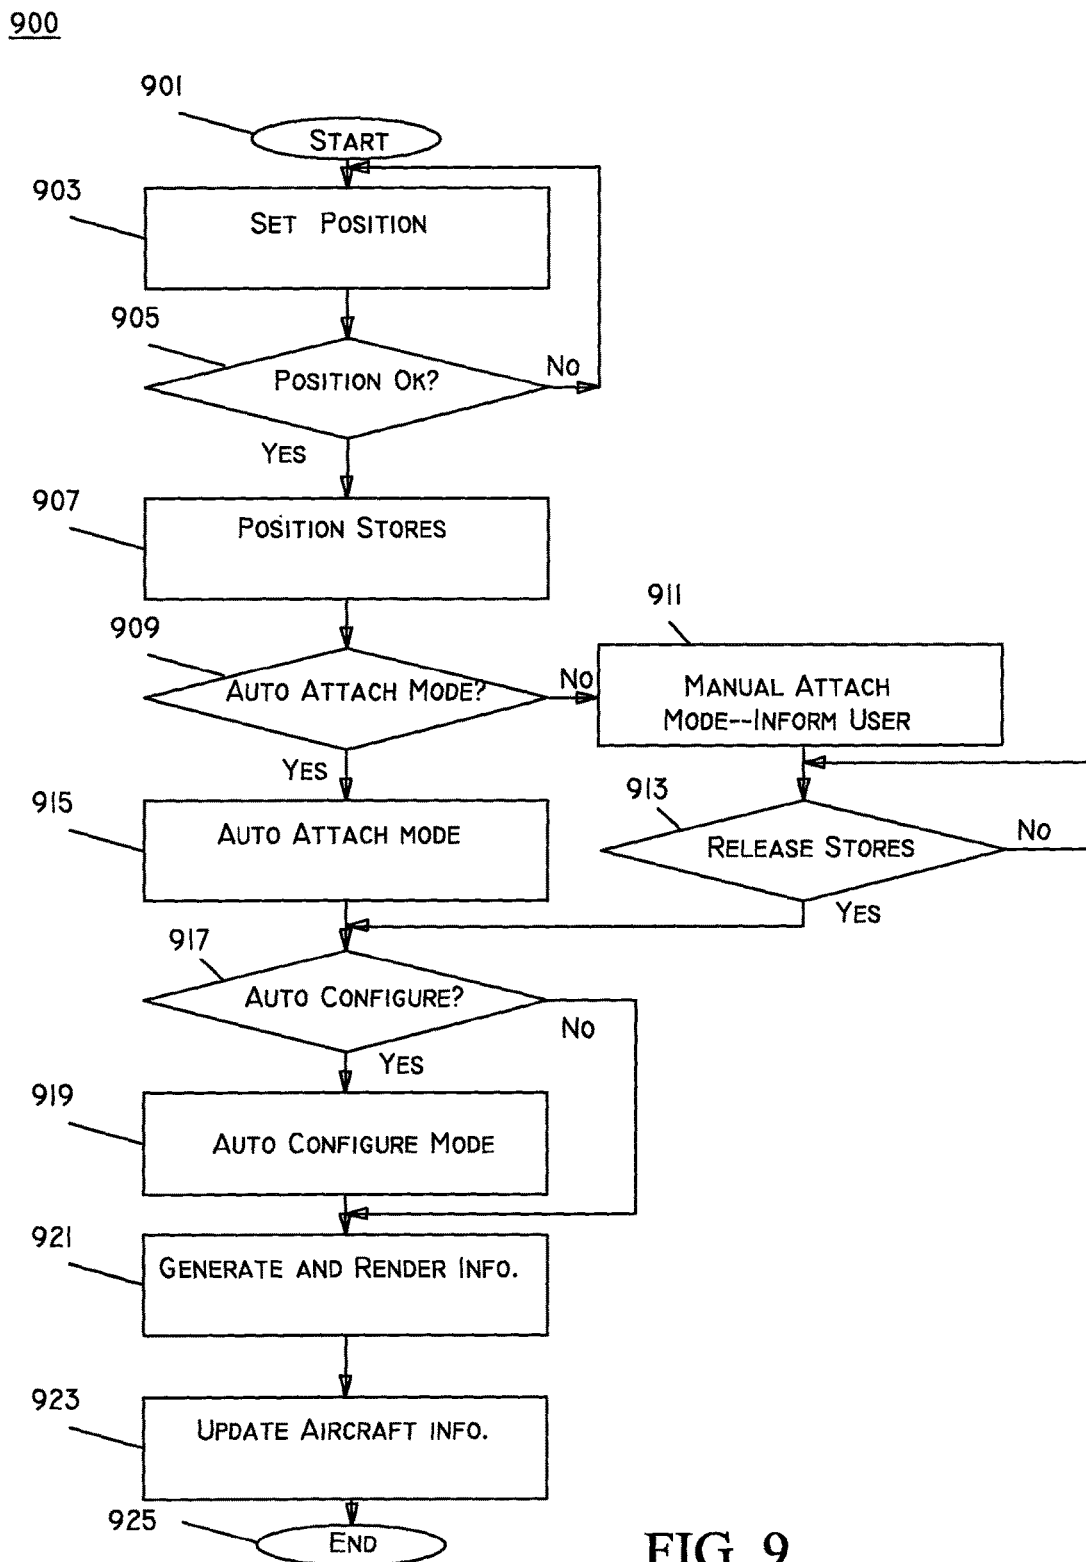 900
901
START
903
SET POSITION
905
POSITION OK?
NO
YES
907
POSITION STORES
909
AUTO ATTACH MODE?
NO
911
MANUAL ATTACH
MODE--INFORM USER
YES
913
RELEASE STORES
NO
YES
915
AUTO ATTACH MODE
917
AUTO CONFIGURE?
NO
YES
919
AUTO CONFIGURE MODE
921
GENERATE AND RENDER INFO.
923
UPDATE AIRCRAFT INFO.
925
END
FIG. 9